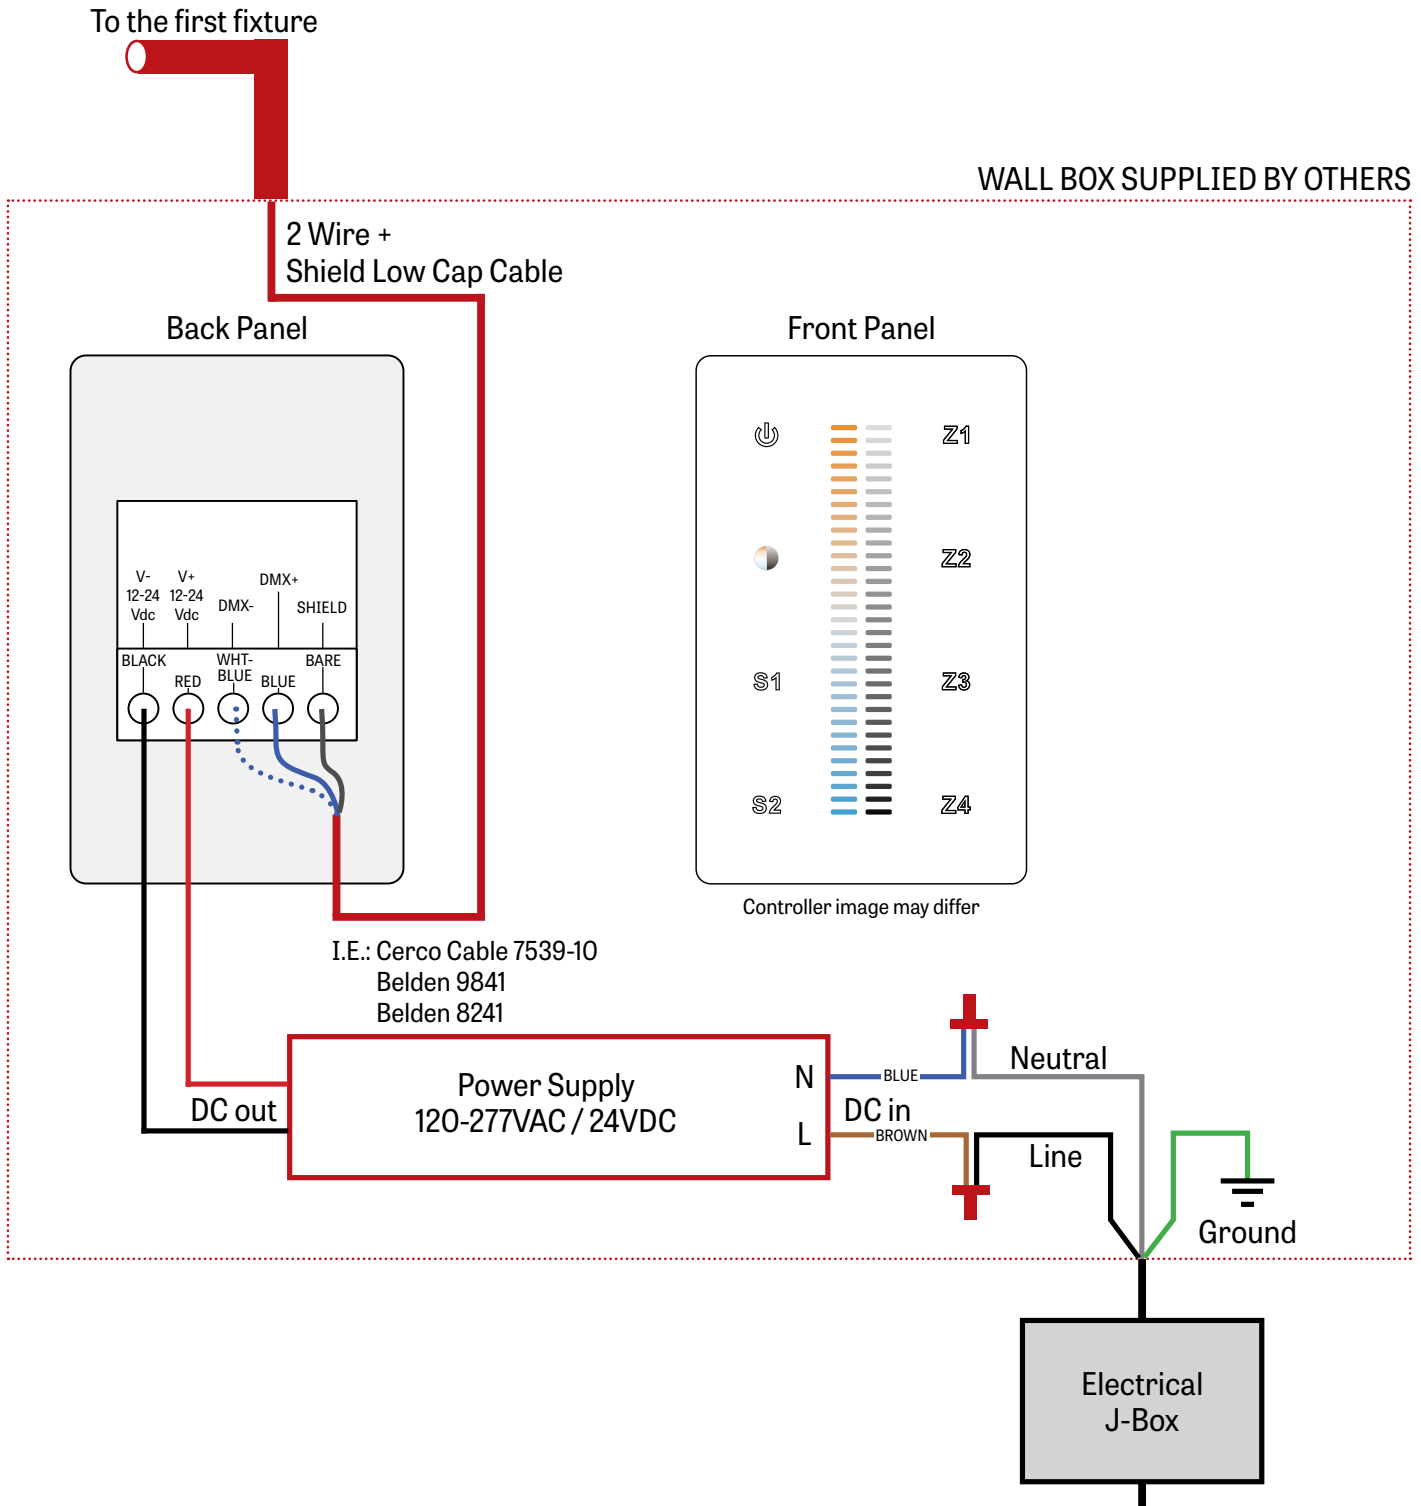 To the first fixture
WALL BOX SUPPLIED BY OTHERS
2 Wire +
Shield Low Cap Cable
Back Panel
Front Panel
V-
12-24
Vdc
V+
12-24
Vdc
DMX-
DMX+
SHIELD
BLACK
RED
WHT-
BLUE
BLUE
BARE
Z1
Z2
S1
Z3
S2
Z4
Controller image may differ
I.E.: Cerco Cable 7539-10
Belden 9841
Belden 8241
DC out
Power Supply
120-277VAC / 24VDC
N
L
BLUE
DC in
BROWN
Neutral
Line
Ground
Electrical
J-Box